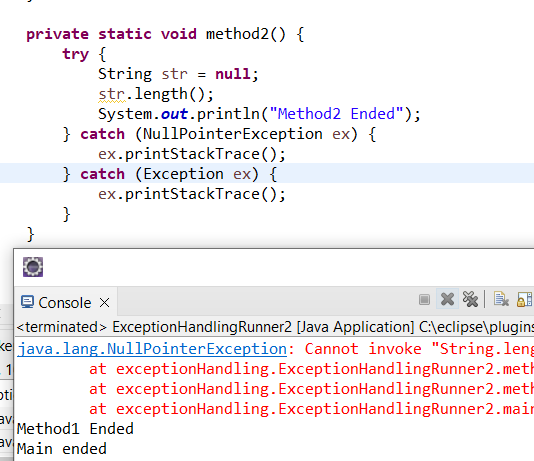 private static void method2() {
try {
String str = null;
str.length();
System.out.println("Method2 Ended");
} catch (NullPointerException ex) {
ex.printStackTrace();
} catch (Exception ex) {
ex.printStackTrace();
}
}
Console
<terminated> ExceptionHandlingRunner2 [Java Application] C:\eclipse\plugins
java.lang.NullPointerException: Cannot invoke "String.leng
at exceptionHandling.ExceptionHandlingRunner2.meth
at exceptionHandling.ExceptionHandlingRunner2.meth
at exceptionHandling.ExceptionHandlingRunner2.main
Method1 Ended
Main ended